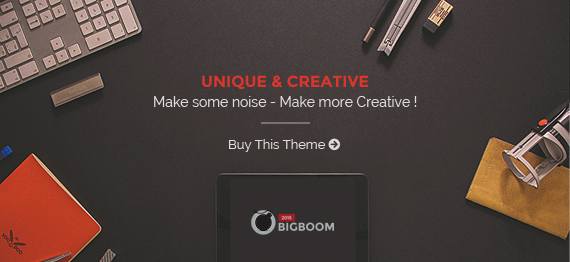 UNIQUE & CREATIVE
Make some noise - Make more Creative !
Buy This Theme
2015
BIGBOOM